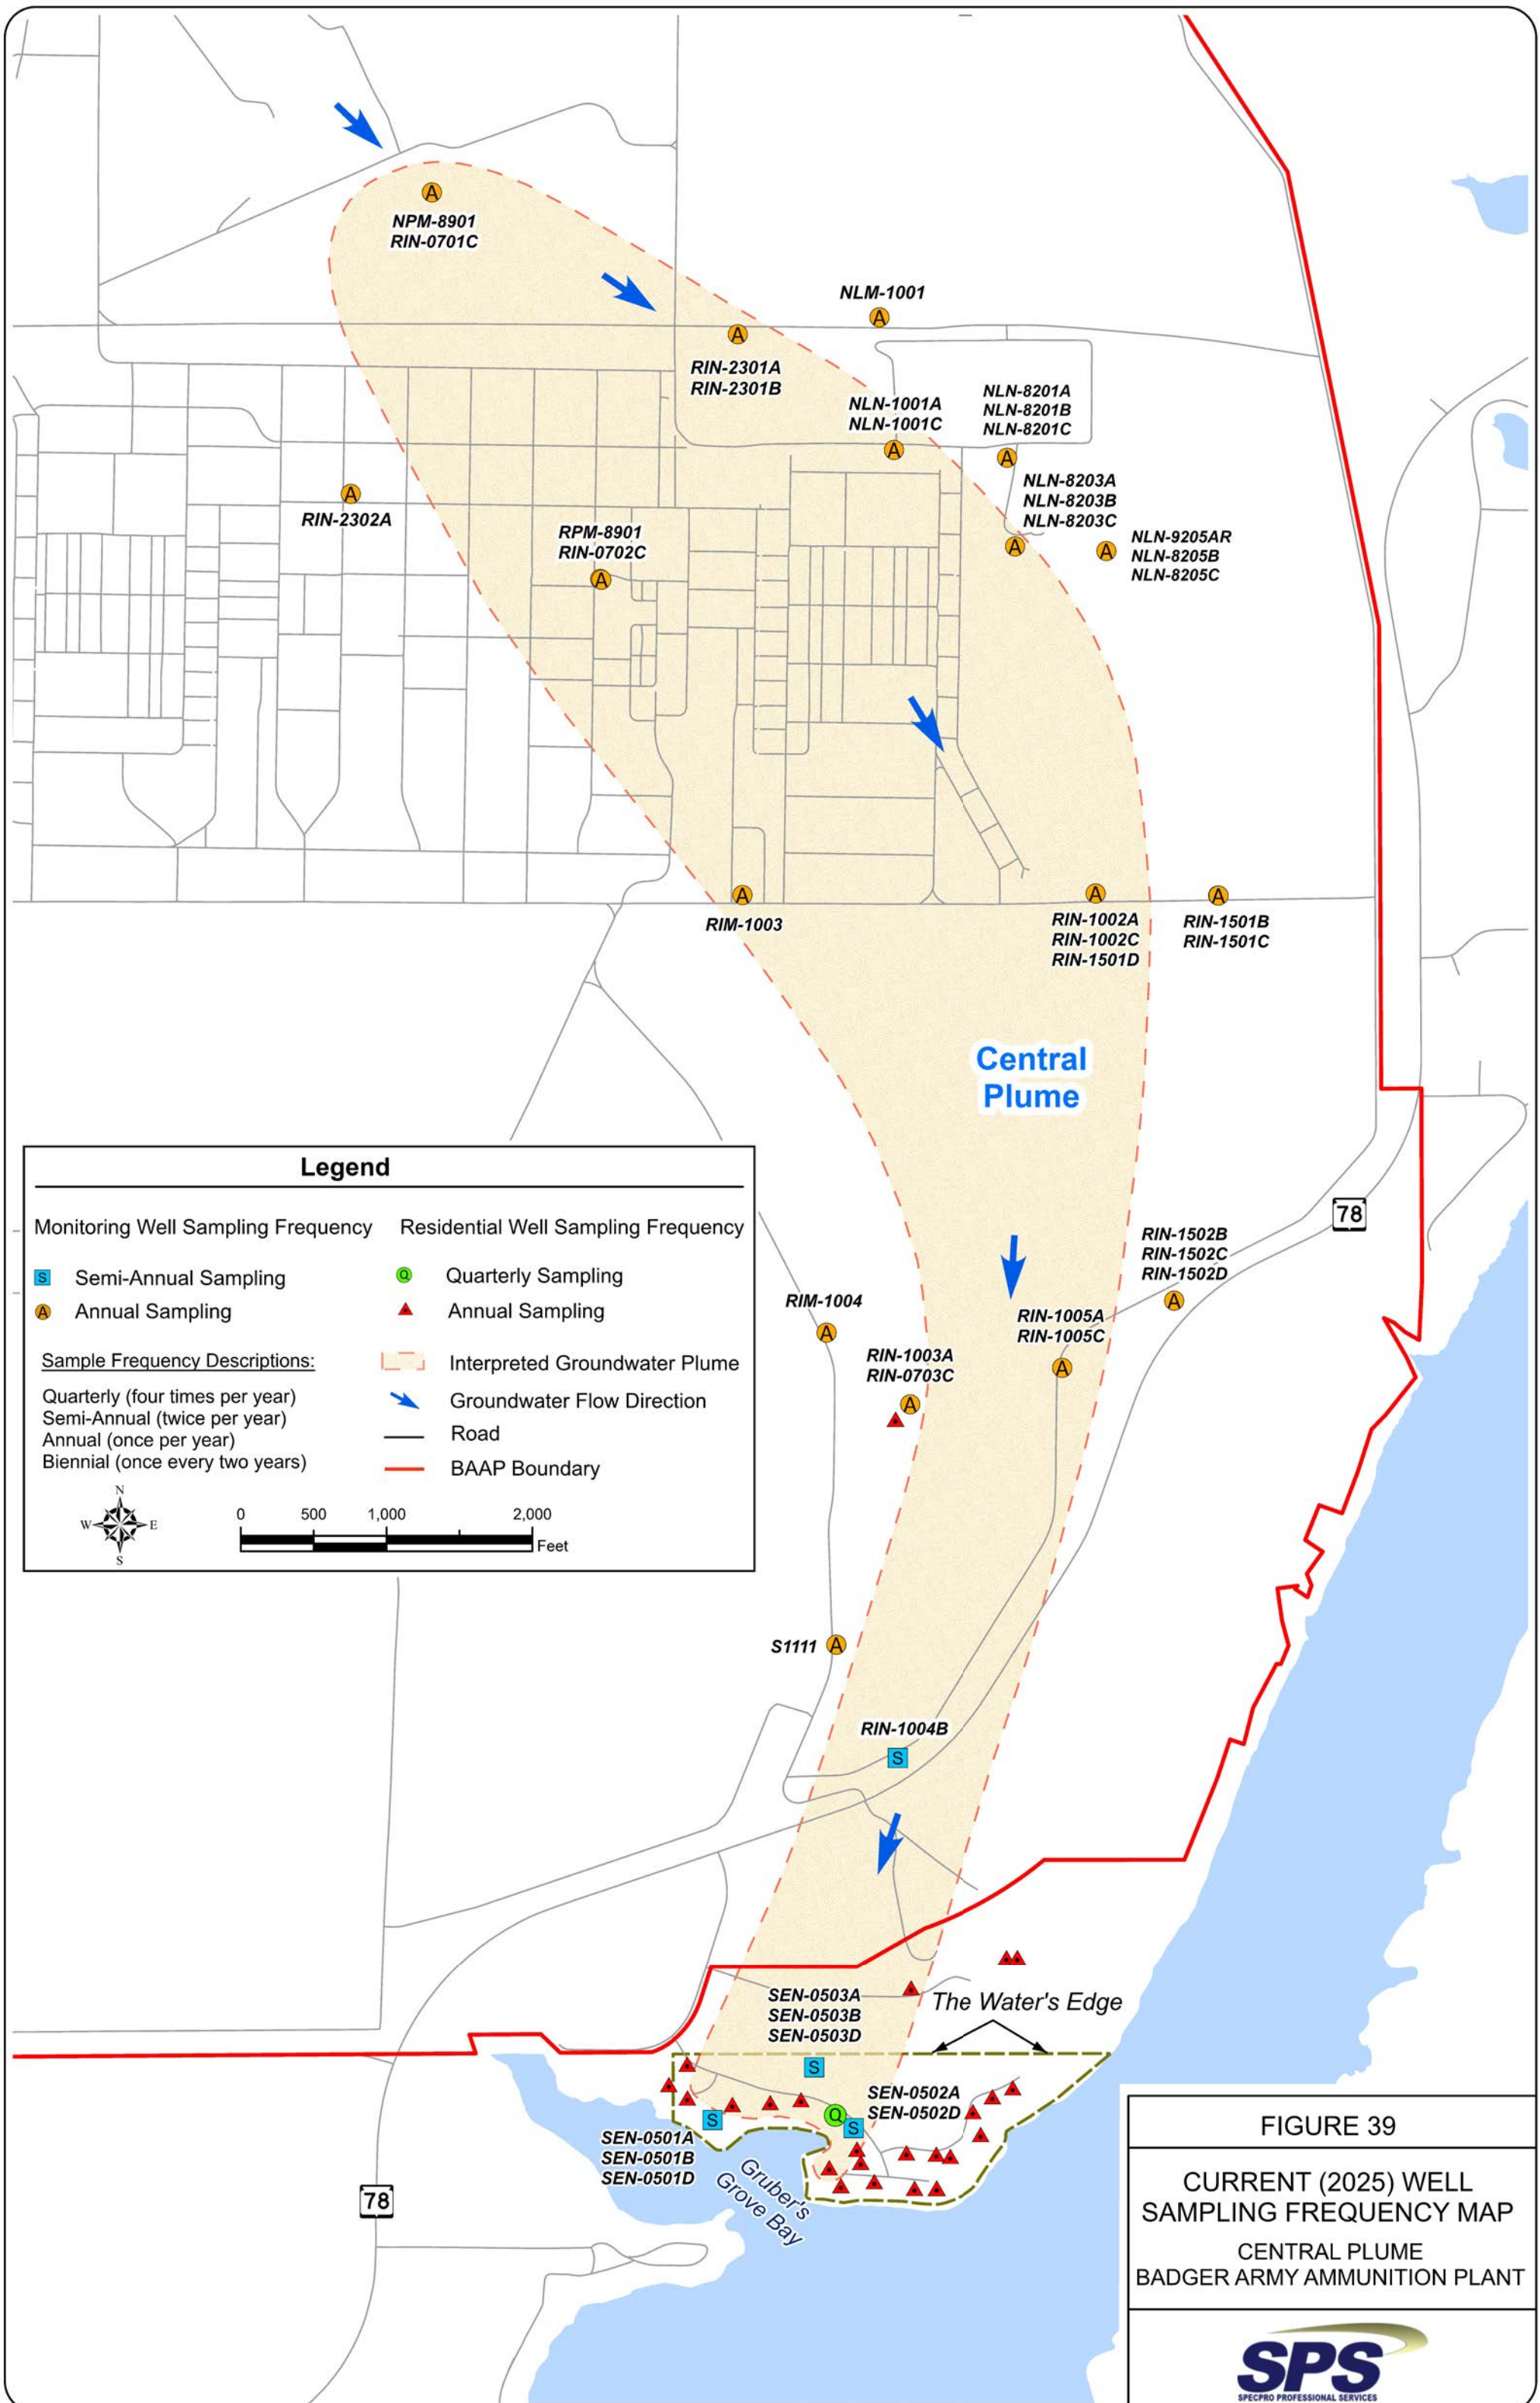 A
NPM-8901
RIN-0701C
NLM-1001
A
A
RIN-2301A
RIN-2301B
NLN-1001A
NLN-1001C
A
NLN-8201A
NLN-8201B
NLN-8201C
A
NLN-8203A
NLN-8203B
NLN-8203C
A
A
NLN-9205AR
NLN-8205B
NLN-8205C
A
RIN-2302A
RPM-8901
RIN-0702C
A
A
RIM-1003
A
RIN-1002A
RIN-1002C
RIN-1501D
A
RIN-1501B
RIN-1501C
Central
Plume
Legend
Monitoring Well Sampling Frequency
S Semi-Annual Sampling
A Annual Sampling
Sample Frequency Descriptions:
Quarterly (four times per year)
Semi-Annual (twice per year)
Annual (once per year)
Biennial (once every two years)
Residential Well Sampling Frequency
Q Quarterly Sampling
Annual Sampling
Interpreted Groundwater Plume
Groundwater Flow Direction
Road
BAAP Boundary
N
W E
S
0 500 1,000 2,000
Feet
78
RIN-1502B
RIN-1502C
RIN-1502D
A
RIM-1004
A
RIN-1005A
RIN-1005C
A
RIN-1003A
RIN-0703C
A
S1111 A
RIN-1004B
S
SEN-0503A
SEN-0503B
SEN-0503D
S
The Water's Edge
SEN-0502A
SEN-0502D
Q
S
S
SEN-0501A
SEN-0501B
SEN-0501D
Gruber's
Grove Bay
78
FIGURE 39
CURRENT (2025) WELL
SAMPLING FREQUENCY MAP
CENTRAL PLUME
BADGER ARMY AMMUNITION PLANT
SPS
SPECPRO PROFESSIONAL SERVICES